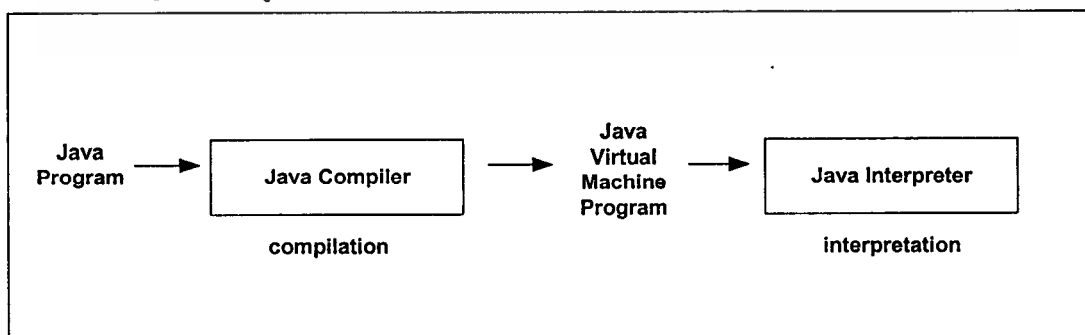 Java
Program
Java Compiler
compilation
Java
Virtual
Machine
Program
Java Interpreter
interpretation